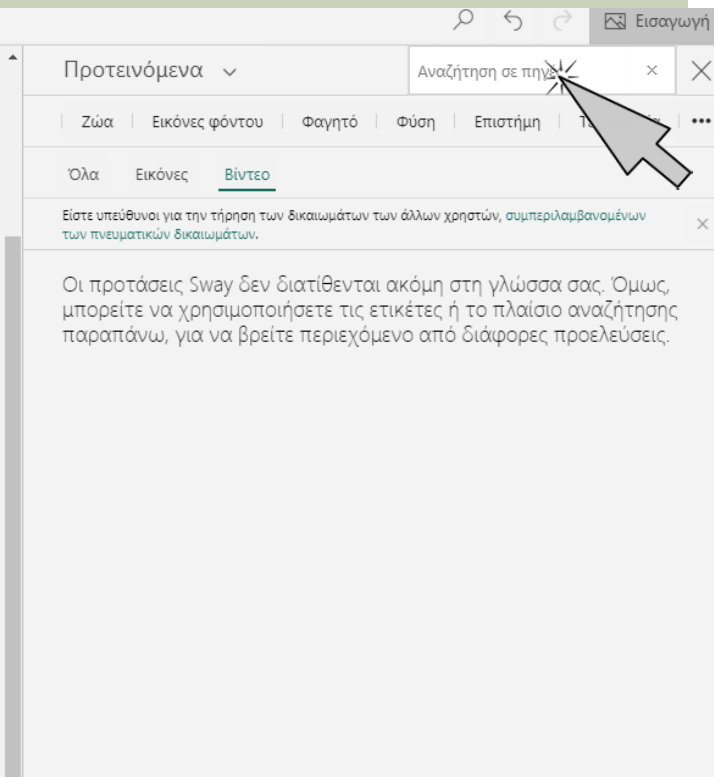 Εισαγωγή
Προτεινόμενα
Αναζήτηση σε
Ζώα Εικόνες φόντου Φαγητό Φύση Επιστήμη
Όλα Εικόνες Βίντεο
Είστε υπεύθυνοι για την τήρηση των δικαιωμάτων των άλλων χρηστών, συμπεριλαμβανομένων
των πνευματικών δικαιωμάτων.
Οι προτάσεις Sway δεν διατίθενται ακόμη στη γλώσσα σας. Όμως,
μπορείτε να χρησιμοποιήσετε τις ετικέτες ή το πλαίσιο αναζήτησης
παραπάνω, για να βρείτε περιεχόμενο από διάφορες προελεύσεις.